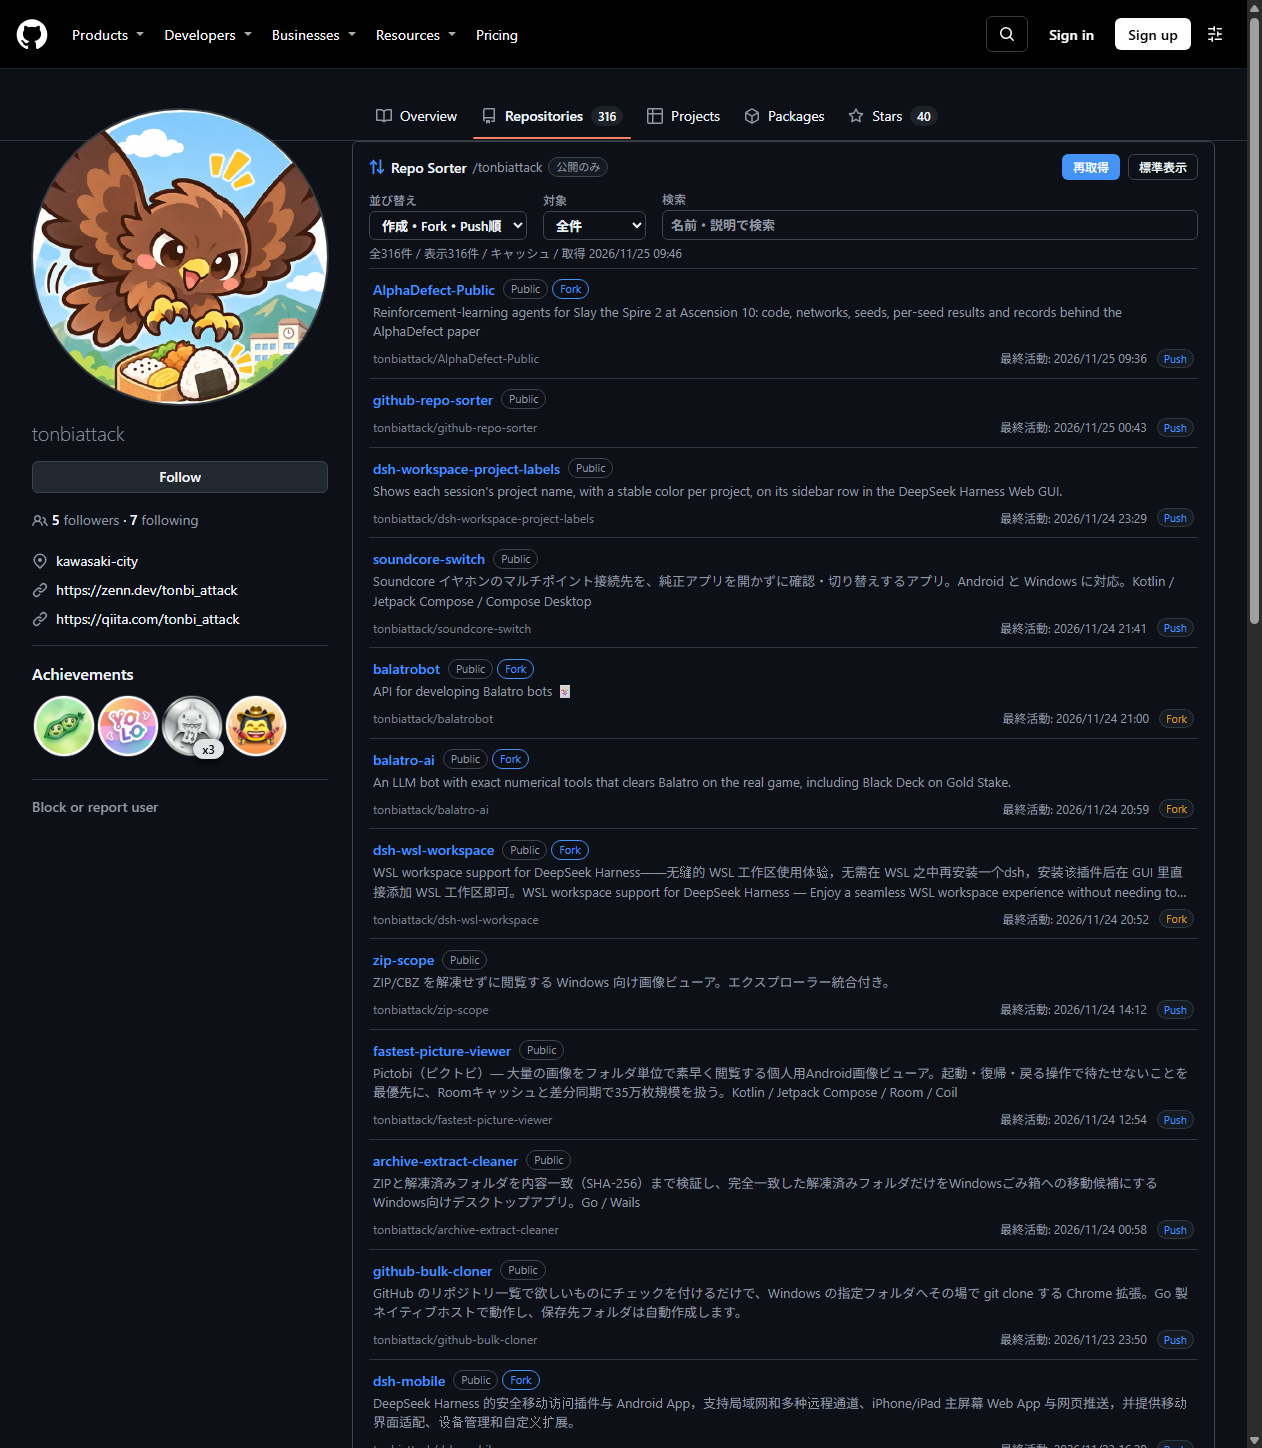 Products
Developers
Businesses
Resources
Pricing
Sign in
Sign up
Overview
Repositories 316
Projects
Packages
Stars 40
tonbiattack
Follow
5 followers · 7 following
kawasaki-city
https://zenn.dev/tonbi_attack
https://qiita.com/tonbi_attack
Achievements
YOLO
x3
Block or report user
Repo Sorter /tonbiattack 公開のみ
再取得
標準表示
並び替え
対象
検索
作成・Fork・Push順
全件
名前・説明で検索
全316件 / 表示316件 / キャッシュ / 取得 2026/11/25 09:46
AlphaDefect-Public Public Fork
Reinforcement-learning agents for Slay the Spire 2 at Ascension 10: code, networks, seeds, per-seed results and records behind the
AlphaDefect paper
tonbiattack/AlphaDefect-Public
最終活動: 2026/11/25 09:36 Push
github-repo-sorter Public
tonbiattack/github-repo-sorter
最終活動: 2026/11/25 00:43 Push
dsh-workspace-project-labels Public
Shows each session's project name, with a stable color per project, on its sidebar row in the DeepSeek Harness Web GUI.
tonbiattack/dsh-workspace-project-labels
最終活動: 2026/11/24 23:29 Push
soundcore-switch Public
Soundcore イヤホンのマルチポイント接続先を、純正アプリを開かずに確認・切り替えするアプリ。Android と Windows に対応。Kotlin /
Jetpack Compose / Compose Desktop
tonbiattack/soundcore-switch
最終活動: 2026/11/24 21:41 Push
balatrobot Public Fork
API for developing Balatro bots 🃏
tonbiattack/balatrobot
最終活動: 2026/11/24 21:00 Fork
balatro-ai Public Fork
An LLM bot with exact numerical tools that clears Balatro on the real game, including Black Deck on Gold Stake.
tonbiattack/balatro-ai
最終活動: 2026/11/24 20:59 Fork
dsh-wsl-workspace Public Fork
WSL workspace support for DeepSeek Harness——无缝的 WSL 工作区使用体验，无需在 WSL 之中再安装一个dsh，安装该插件后在 GUI 里直
接添加 WSL 工作区即可。WSL workspace support for DeepSeek Harness — Enjoy a seamless WSL workspace experience without needing to...
tonbiattack/dsh-wsl-workspace
最終活動: 2026/11/24 20:52 Fork
zip-scope Public
ZIP/CBZ を解凍せずに閲覧する Windows 向け画像ビューア。エクスプローラー統合付き。
tonbiattack/zip-scope
最終活動: 2026/11/24 14:12 Push
fastest-picture-viewer Public
Pictobi（ピクトビ）— 大量の画像をフォルダ単位で素早く閲覧する個人用Android画像ビューア。起動・復帰・戻る操作で待たせないことを
最優先に、Roomキャッシュと差分同期で35万枚規模を扱う。Kotlin / Jetpack Compose / Room / Coil
tonbiattack/fastest-picture-viewer
最終活動: 2026/11/24 12:54 Push
archive-extract-cleaner Public
ZIPと解凍済みフォルダを内容一致（SHA-256）まで検証し、完全一致した解凍済みフォルダだけをWindowsごみ箱への移動候補にする
Windows向けデスクトップアプリ。Go / Wails
tonbiattack/archive-extract-cleaner
最終活動: 2026/11/24 00:58 Push
github-bulk-cloner Public
GitHub のリポジトリ一覧で欲しいものにチェックを付けるだけで、Windows の指定フォルダへその場で git clone する Chrome 拡張。Go 製
ネイティブホストで動作し、保存先フォルダは自動作成します。
tonbiattack/github-bulk-cloner
最終活動: 2026/11/23 23:50 Push
dsh-mobile Public Fork
DeepSeek Harness 的安全移动访问插件与 Android App，支持局域网和多种远程通道、iPhone/iPad 主屏幕 Web App 与网页推送，并提供移动
界面适配、设备管理和自定义扩展。